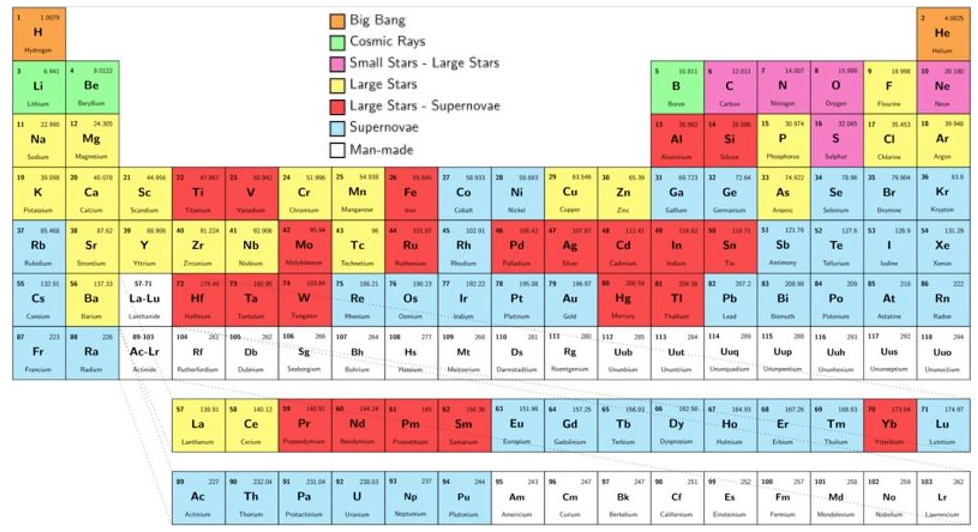 1 1.0079
H
Hydrogen
Big Bang
Cosmic Rays
Small Stars - Large Stars
Large Stars
Large Stars - Supernovae
Supernovae
Man-made
2 4.0025
He
Helium
3 6.941 4 9.0122 5 10.811 6 12.011 7 14.007 8 15.999 9 18.998 10 20.180
Li Be B C N O F Ne
Lithium Beryllium Boron Carbon Nitrogen Oxygen Flourine Neon
11 22.990 12 24.305 13 26.982 14 28.086 15 30.974 16 32.065 17 35.453 18 39.948
Na Mg Al Si P S Cl Ar
Sodium Magnesium Aluminium Silicon Phosphorus Sulphur Chlorine Argon
19 39.098 20 40.078 21 44.956 22 47.867 23 50.942 24 51.996 25 54.938 26 55.845 27 58.933 28 58.693 29 63.546 30 65.39 31 69.723 32 72.64 33 74.922 34 78.96 35 79.904 36 83.8
K Ca Sc Ti V Cr Mn Fe Co Ni Cu Zn Ga Ge As Se Br Kr
Potassium Calcium Scandium Titanium Vanadium Chromium Manganese Iron Cobalt Nickel Copper Zinc Gallium Germanium Arsenic Selenium Bromine Krypton
37 85.468 38 87.62 39 88.906 40 91.224 41 92.906 42 95.94 43 96 44 101.07 45 102.91 46 106.42 47 107.87 48 112.41 49 114.82 50 118.71 51 121.76 52 127.6 53 126.9 54 131.29
Rb Sr Y Zr Nb Mo Tc Ru Rh Pd Ag Cd In Sn Sb Te I Xe
Rubidium Strontium Yttrium Zirconium Niobium Molybdenum Technetium Ruthenium Rhodium Palladium Silver Cadmium Indium Tin Antimony Tellurium Iodine Xenon
55 132.91 56 137.33 57-71 72 178.49 73 180.95 74 183.84 75 186.21 76 190.23 77 192.22 78 195.08 79 196.97 80 200.59 81 204.38 82 207.2 83 208.98 84 209 85 210 86 222
Cs Ba La-Lu Hf Ta W Re Os Ir Pt Au Hg Tl Pb Bi Po At Rn
Caesium Barium Lanthanide Halfnium Tantalum Tungsten Rhenium Osmium Iridium Platinum Gold Mercury Thallium Lead Bismuth Polonium Astatine Radon
87 223 88 226 89-103 104 261 105 262 106 266 107 264 108 277 109 268 110 281 111 280 112 285 113 284 114 289 115 288 116 293 117 292 118 294
Fr Ra Ac-Lr Rf Db Sg Bh Hs Mt Ds Rg Uub Uut Uuq Uup Uuh Uus Uuo
Francium Radium Actinide Rutherfordium Dubnium Seaborgium Bohrium Hassium Meitnerium Darmstadtium Roentgenium Ununbium Ununtrium Ununquadium Ununpentium Ununhexium Ununseptium Ununoctium
57 138.91 58 140.12 59 140.91 60 144.24 61 145 62 150.36 63 151.96 64 157.25 65 158.93 66 162.50 67 164.93 68 167.26 69 168.93 70 173.04 71 174.97
La Ce Pr Nd Pm Sm Eu Gd Tb Dy Ho Er Tm Yb Lu
Lanthanum Cerium Praseodymium Neodymium Promethium Samarium Europium Gadolinium Terbium Dysprosium Holmium Erbium Thulium Ytterbium Lutetium
89 227 90 232.04 91 231.04 92 238.03 93 237 94 244 95 243 96 247 97 247 98 251 99 252 100 257 101 258 102 259 103 262
Ac Th Pa U Np Pu Am Cm Bk Cf Es Fm Md No Lr
Actinium Thorium Protactinium Uranium Neptunium Plutonium Americium Curium Berkelium Californium Einsteinium Fermium Mendelevium Nobelium Lawrencium